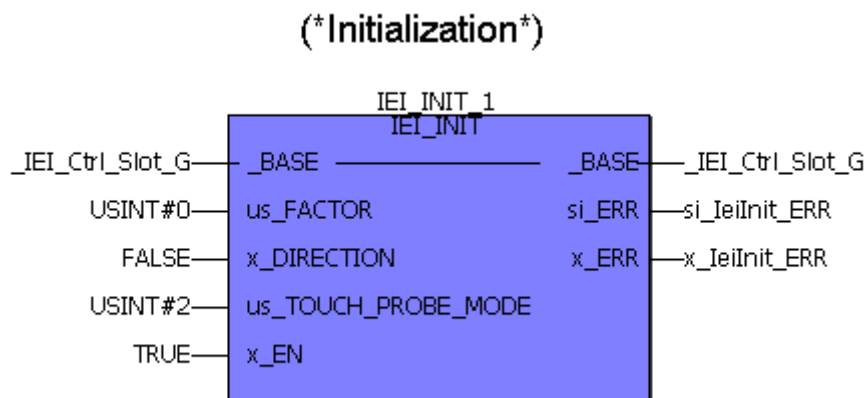 (*Initialization*)
IEI_INIT_1
IEI_INIT
_IEI_Ctrl_Slot_G _BASE _BASE _IEI_Ctrl_Slot_G
USINT#0 us_FACTOR si_ERR si_IeiInit_ERR
FALSE x_DIRECTION x_ERR x_IeiInit_ERR
USINT#2 us_TOUCH_PROBE_MODE
TRUE x_EN